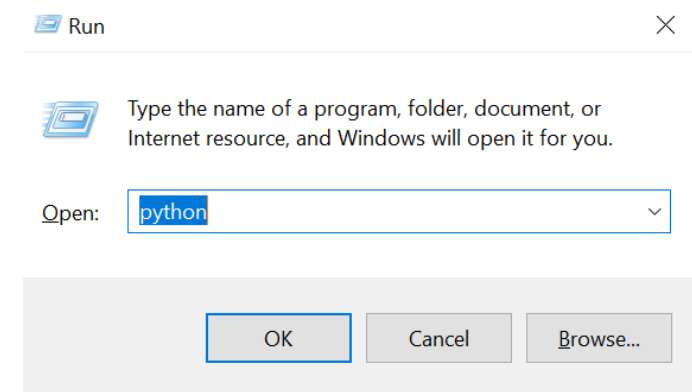 Run
Type the name of a program, folder, document, or
Internet resource, and Windows will open it for you.
Open: python
OK Cancel Browse...